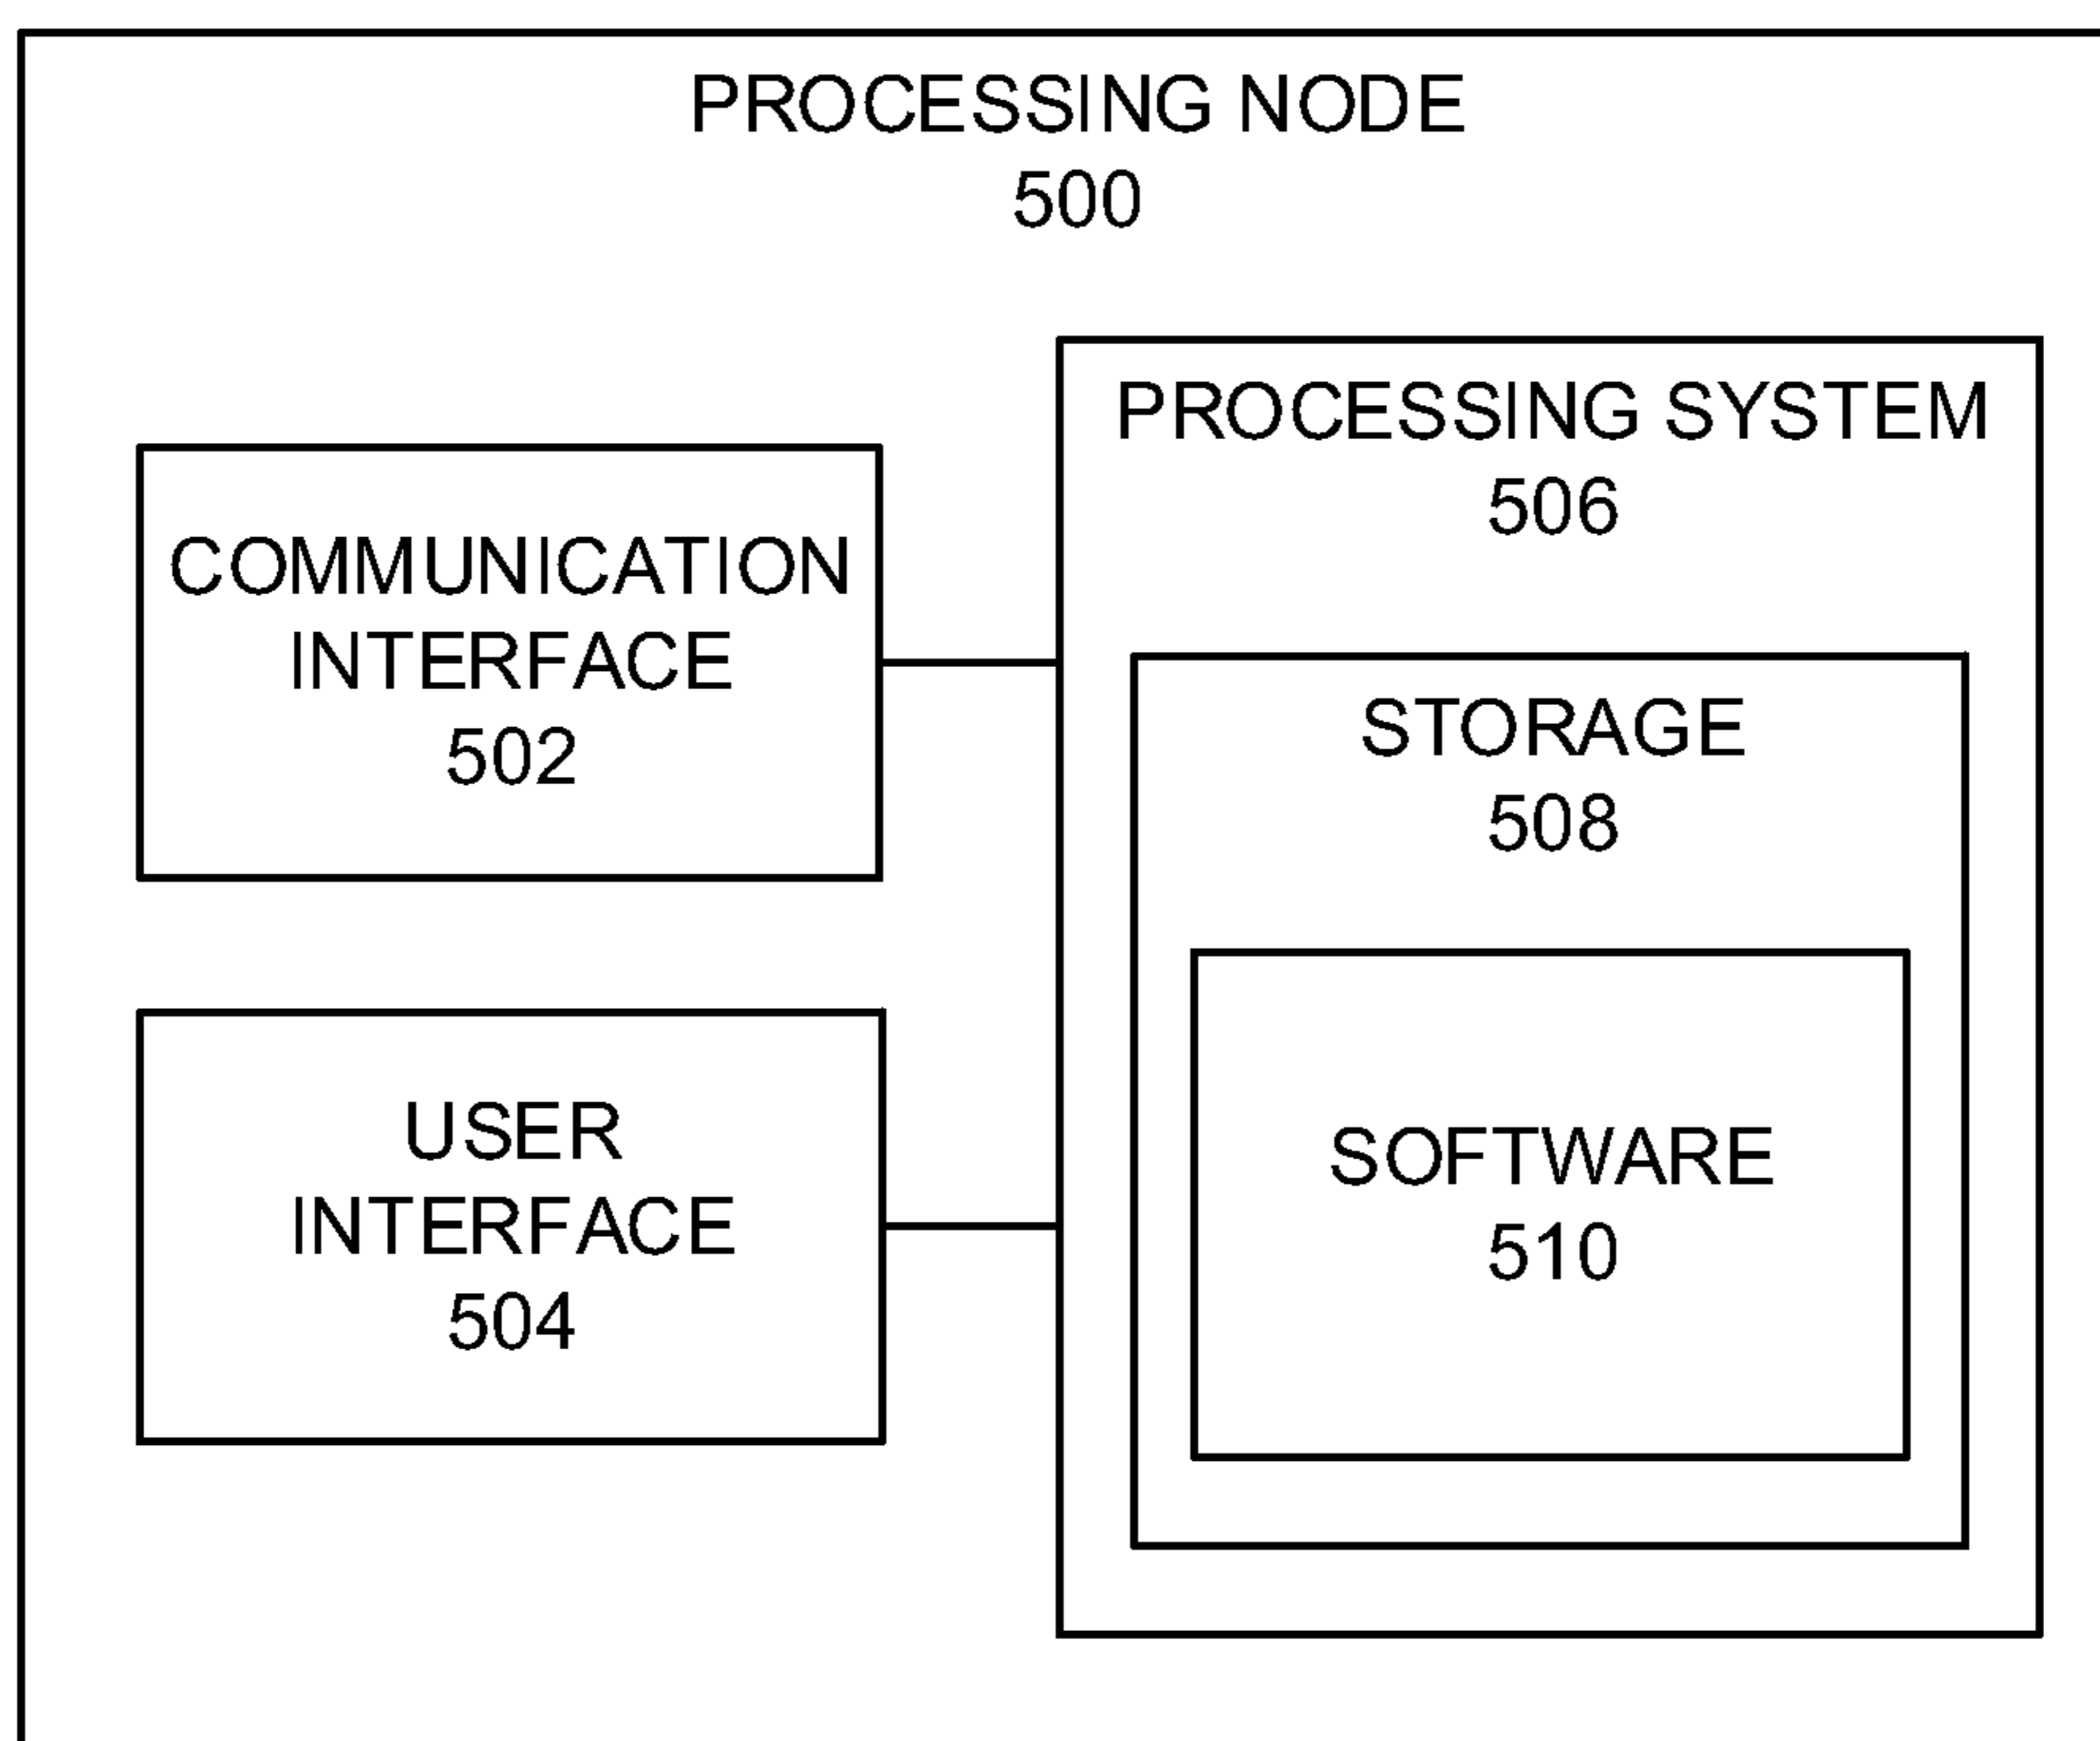 PROCESSING NODE
500
PROCESSING SYSTEM
506
COMMUNICATION
INTERFACE
502
STORAGE
508
USER
INTERFACE
504
SOFTWARE
510